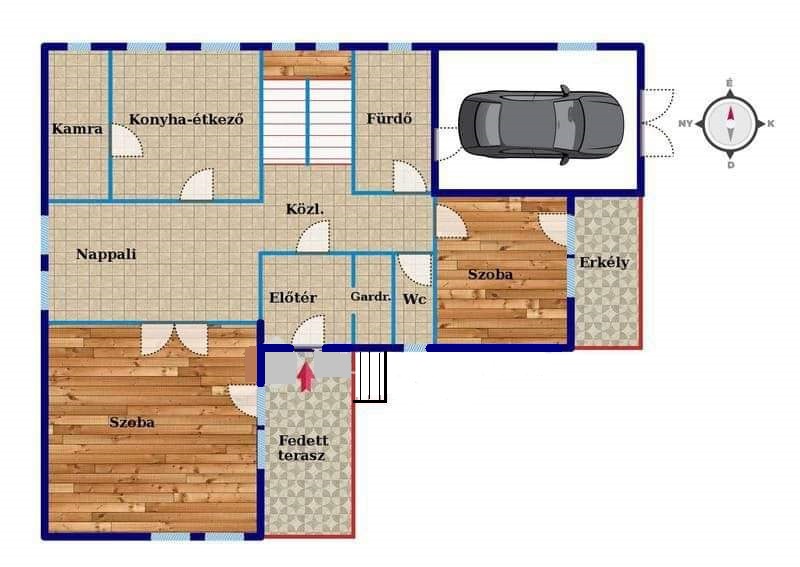 É
NY
K
D
Kamra
Konyha-étkező
Fürdő
Közl.
Nappali
Szoba
Erkély
Előtér
Gardr.
Wc
Szoba
Fedett
terasz